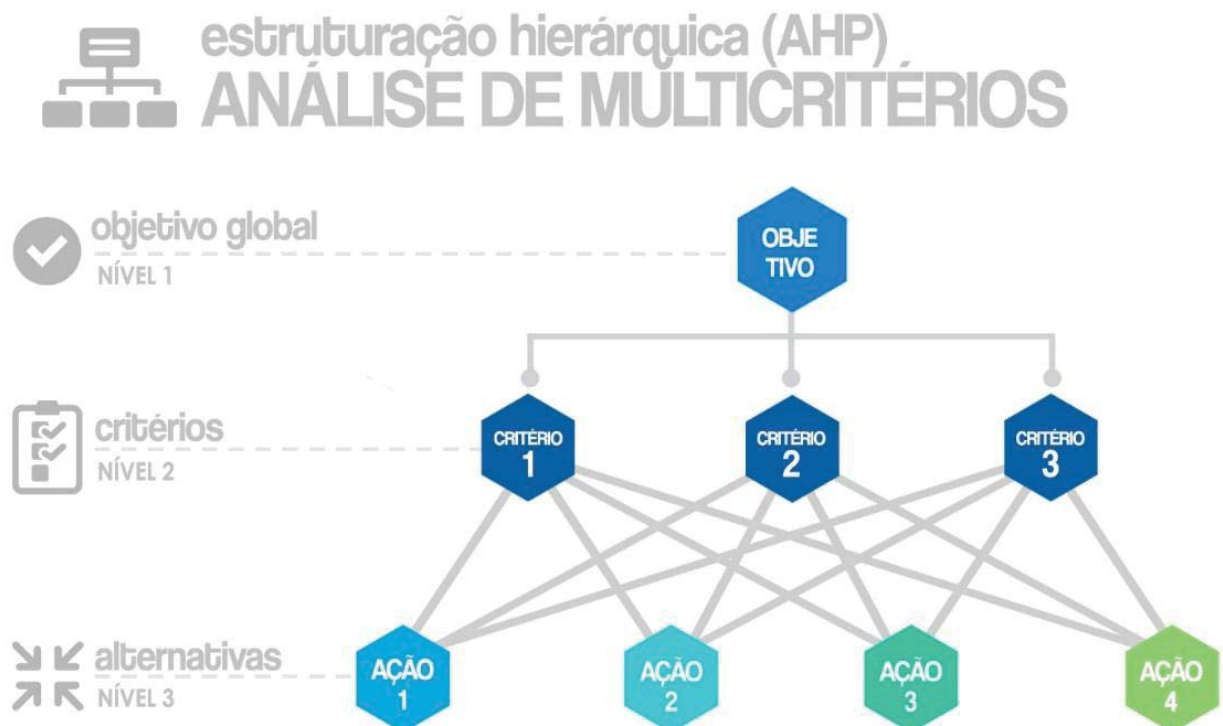 estruturação hierárquica (AHP)
ANÁLISE DE MULTICRITÉRIOS
objetivo global
NÍVEL 1
OBJE
TIVO
critérios
NÍVEL 2
CRITÉRIO
1
CRITÉRIO
2
CRITÉRIO
3
alternativas
NÍVEL 3
AÇÃO
1
AÇÃO
2
AÇÃO
3
AÇÃO
4